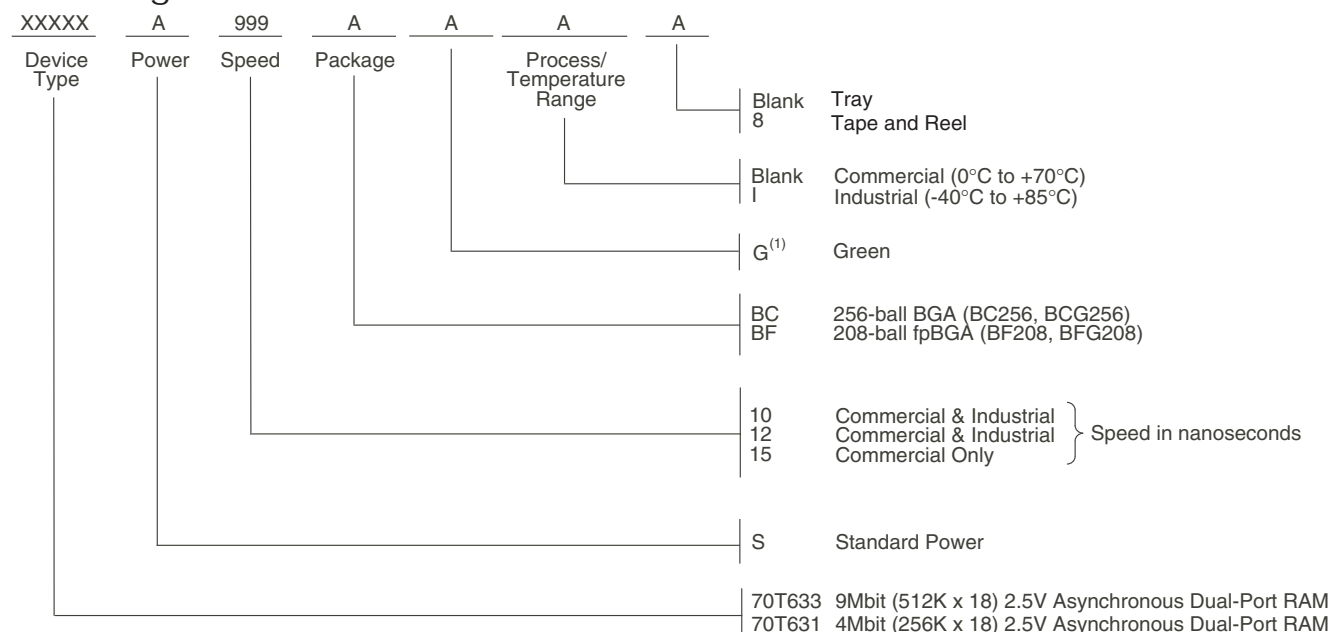 XXXXX A 999 A A A A
Device Type Power Speed Package Process/ Temperature Range
Blank Tray
8 Tape and Reel
Blank Commercial (0°C to +70°C)
I Industrial (-40°C to +85°C)
G(1) Green
BC 256-ball BGA (BC256, BCG256)
BF 208-ball fpBGA (BF208, BFG208)
10 Commercial & Industrial
12 Commercial & Industrial
15 Commercial Only
Speed in nanoseconds
S Standard Power
70T633 9Mbit (512K x 18) 2.5V Asynchronous Dual-Port RAM
70T631 4Mbit (256K x 18) 2.5V Asynchronous Dual-Port RAM